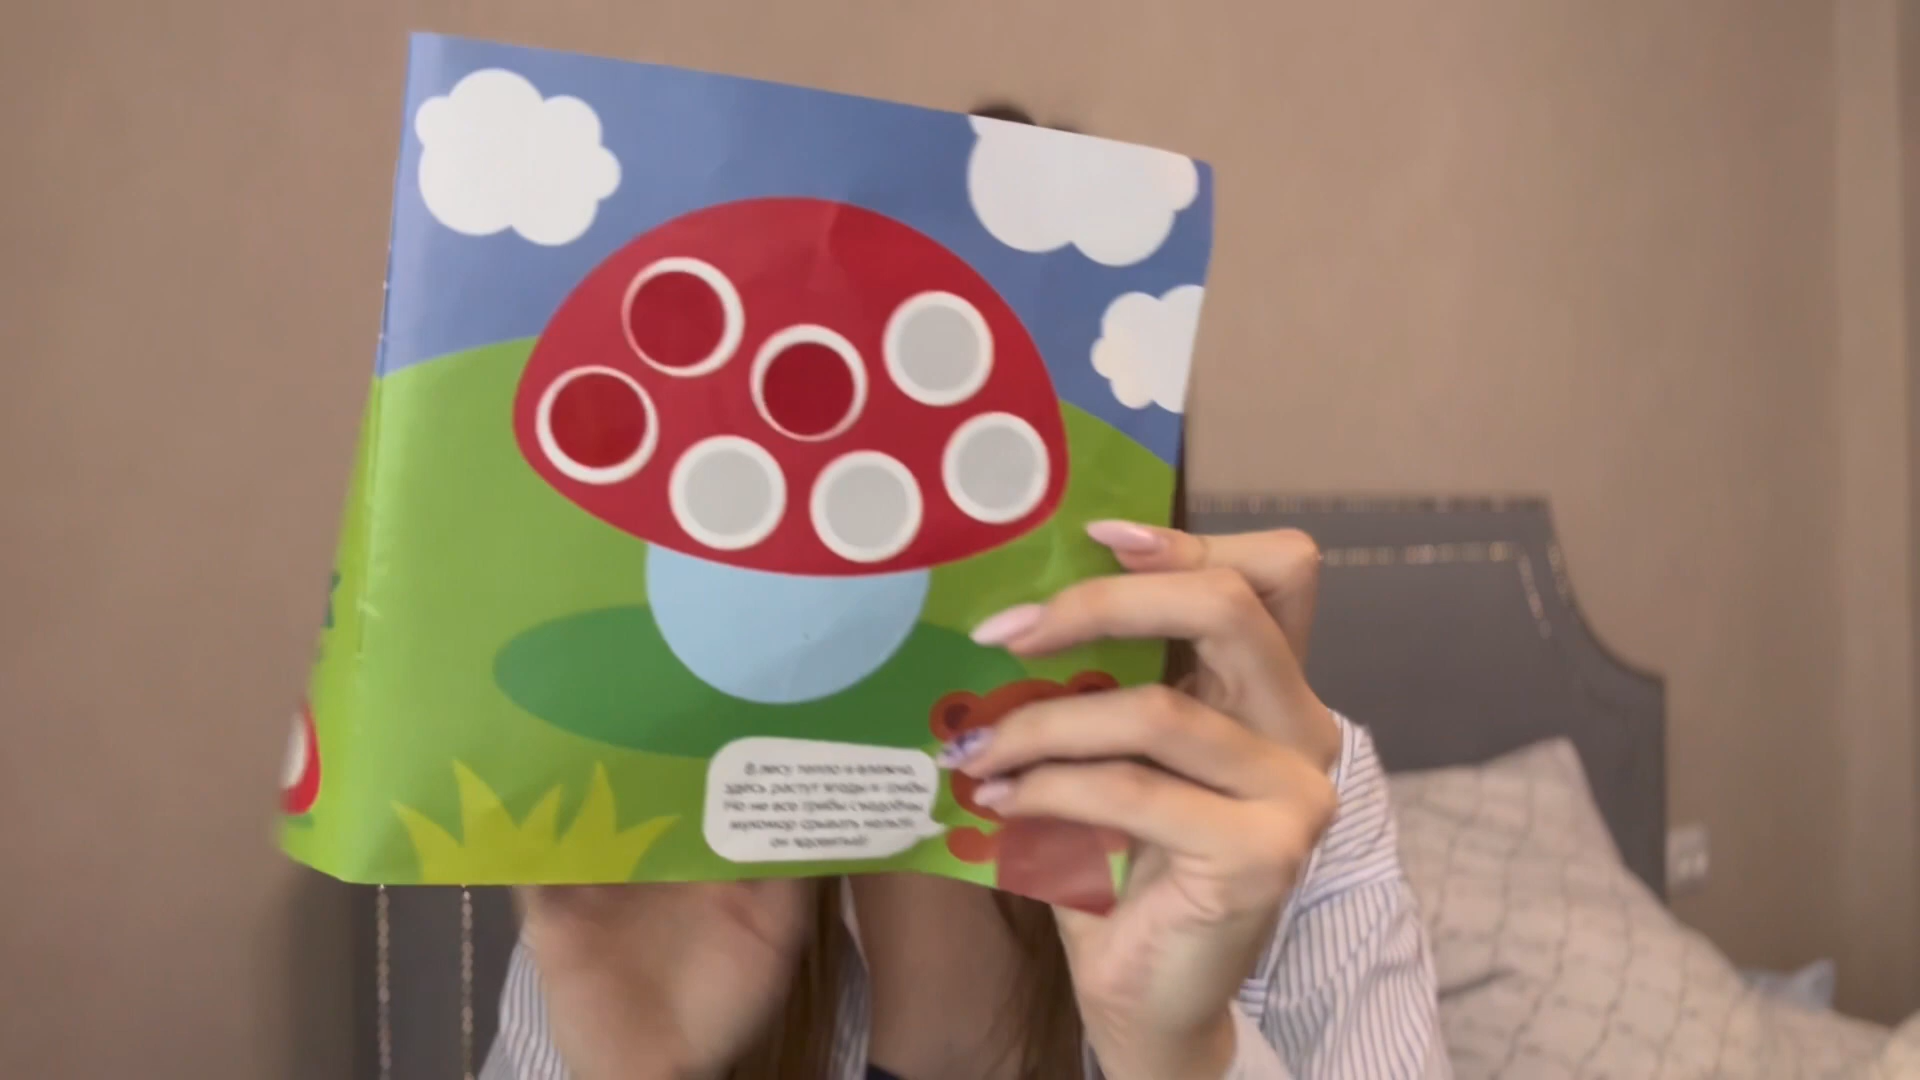 В лесу тепло и влажно,
здесь растут ягоды и грибы.
Но не все грибы съедобны,
мухомор срывать нельзя,
он ядовитый!